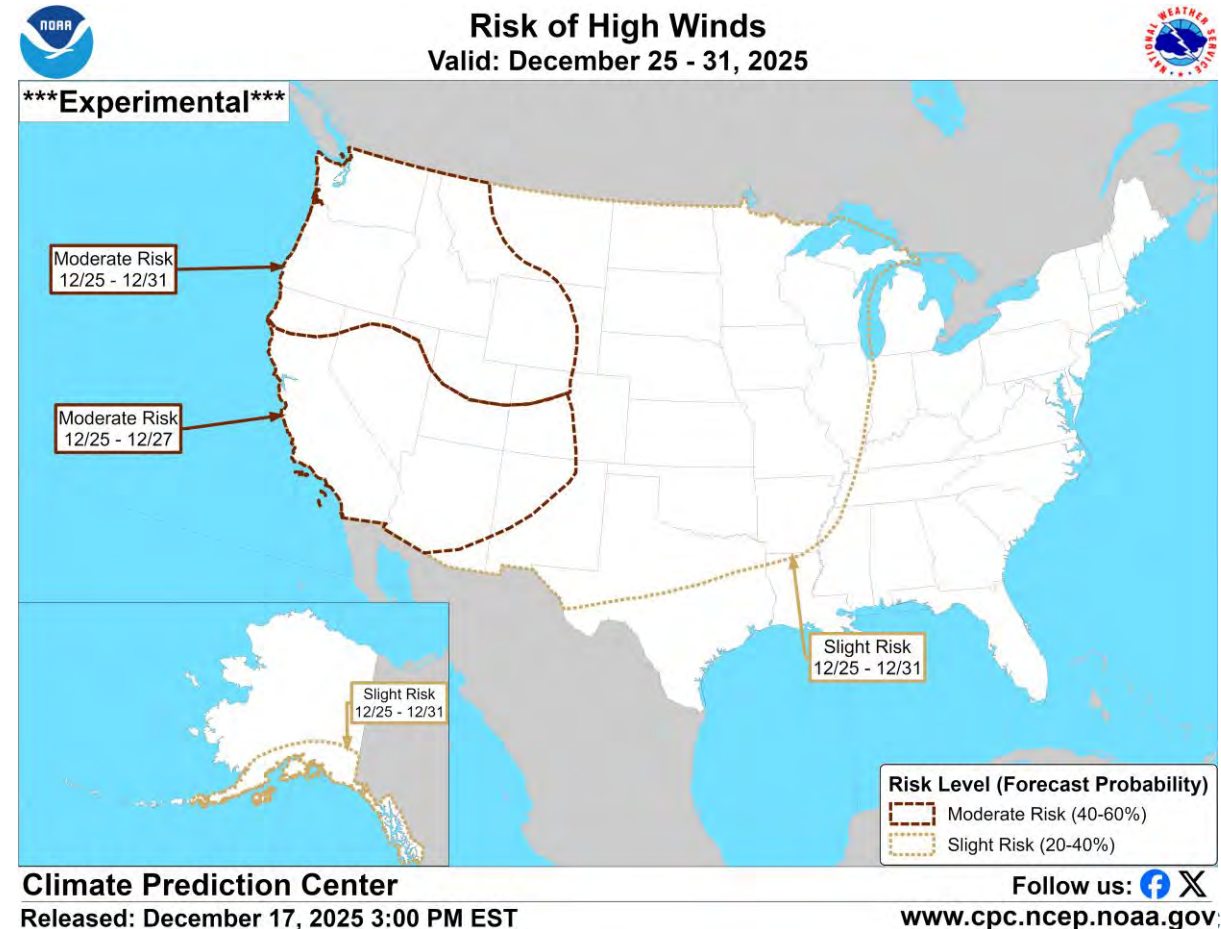 NOAA
Risk of High Winds
Valid: December 25 - 31, 2025
NATIONAL WEATHER SERVICE
***Experimental***
Moderate Risk
12/25 - 12/31
Moderate Risk
12/25 - 12/27
Slight Risk
12/25 - 12/31
Slight Risk
12/25 - 12/31
Risk Level (Forecast Probability)
Moderate Risk (40-60%)
Slight Risk (20-40%)
Climate Prediction Center
Follow us:
Released: December 17, 2025 3:00 PM EST
www.cpc.ncep.noaa.gov